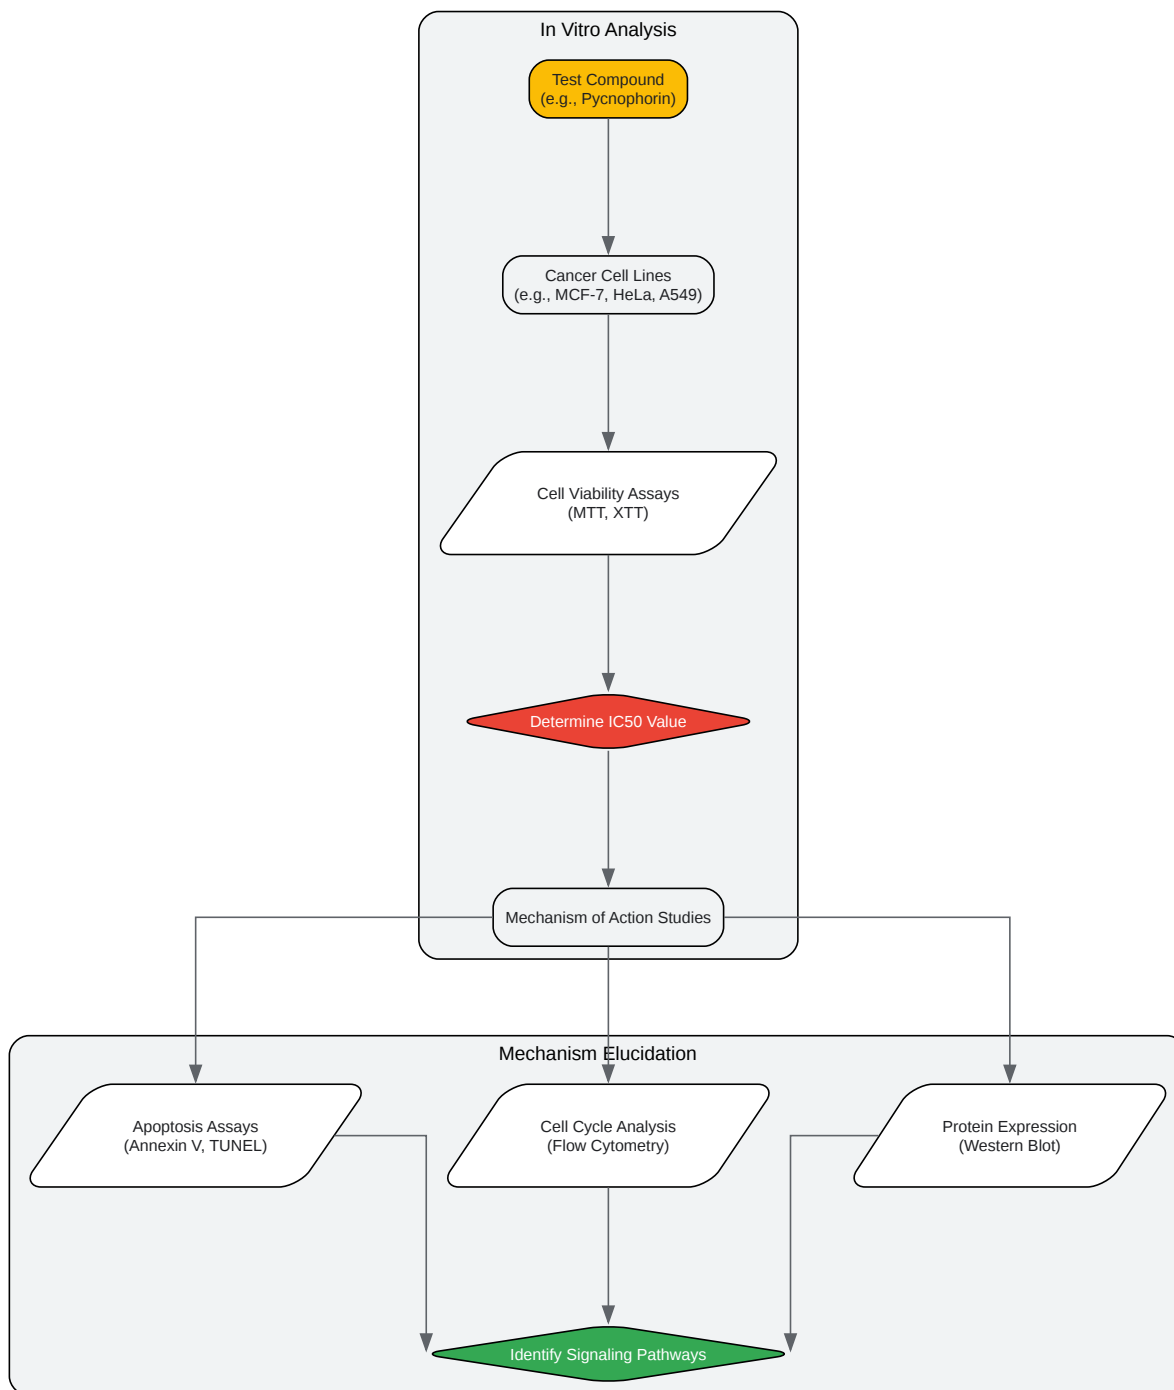 In Vitro Analysis
Test Compound
(e.g., Pycnophorin)
Cancer Cell Lines
(e.g., MCF-7, HeLa, A549)
Cell Viability Assays
(MTT, XTT)
Determine IC50 Value
Mechanism of Action Studies
Mechanism Elucidation
Apoptosis Assays
(Annexin V, TUNEL)
Cell Cycle Analysis
(Flow Cytometry)
Protein Expression
(Western Blot)
Identify Signaling Pathways